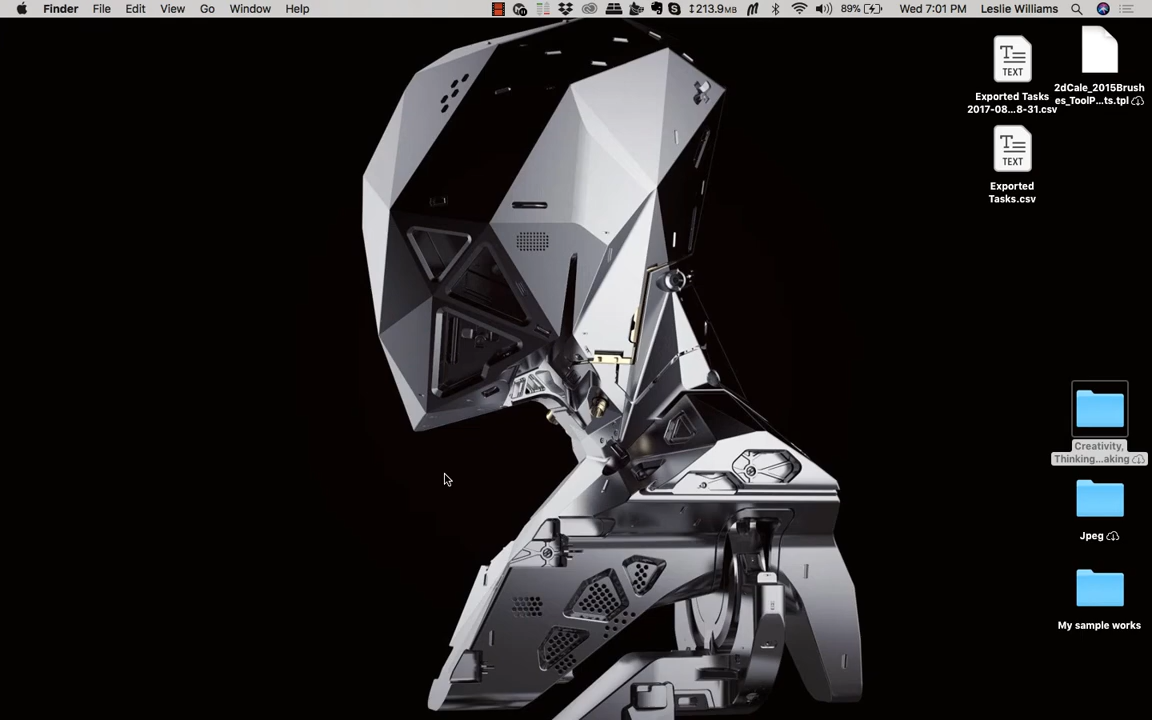 Finder File Edit View Go Window Help 213.9MB 89% Wed 7:01 PM Leslie Williams
TEXT
Exported Tasks
2017-08...8-31.csv
2dCale_2015Brush
es_ToolP...ts.tpl
TEXT
Exported
Tasks.csv
Creativity,
Thinking...aking
Jpeg
My sample works